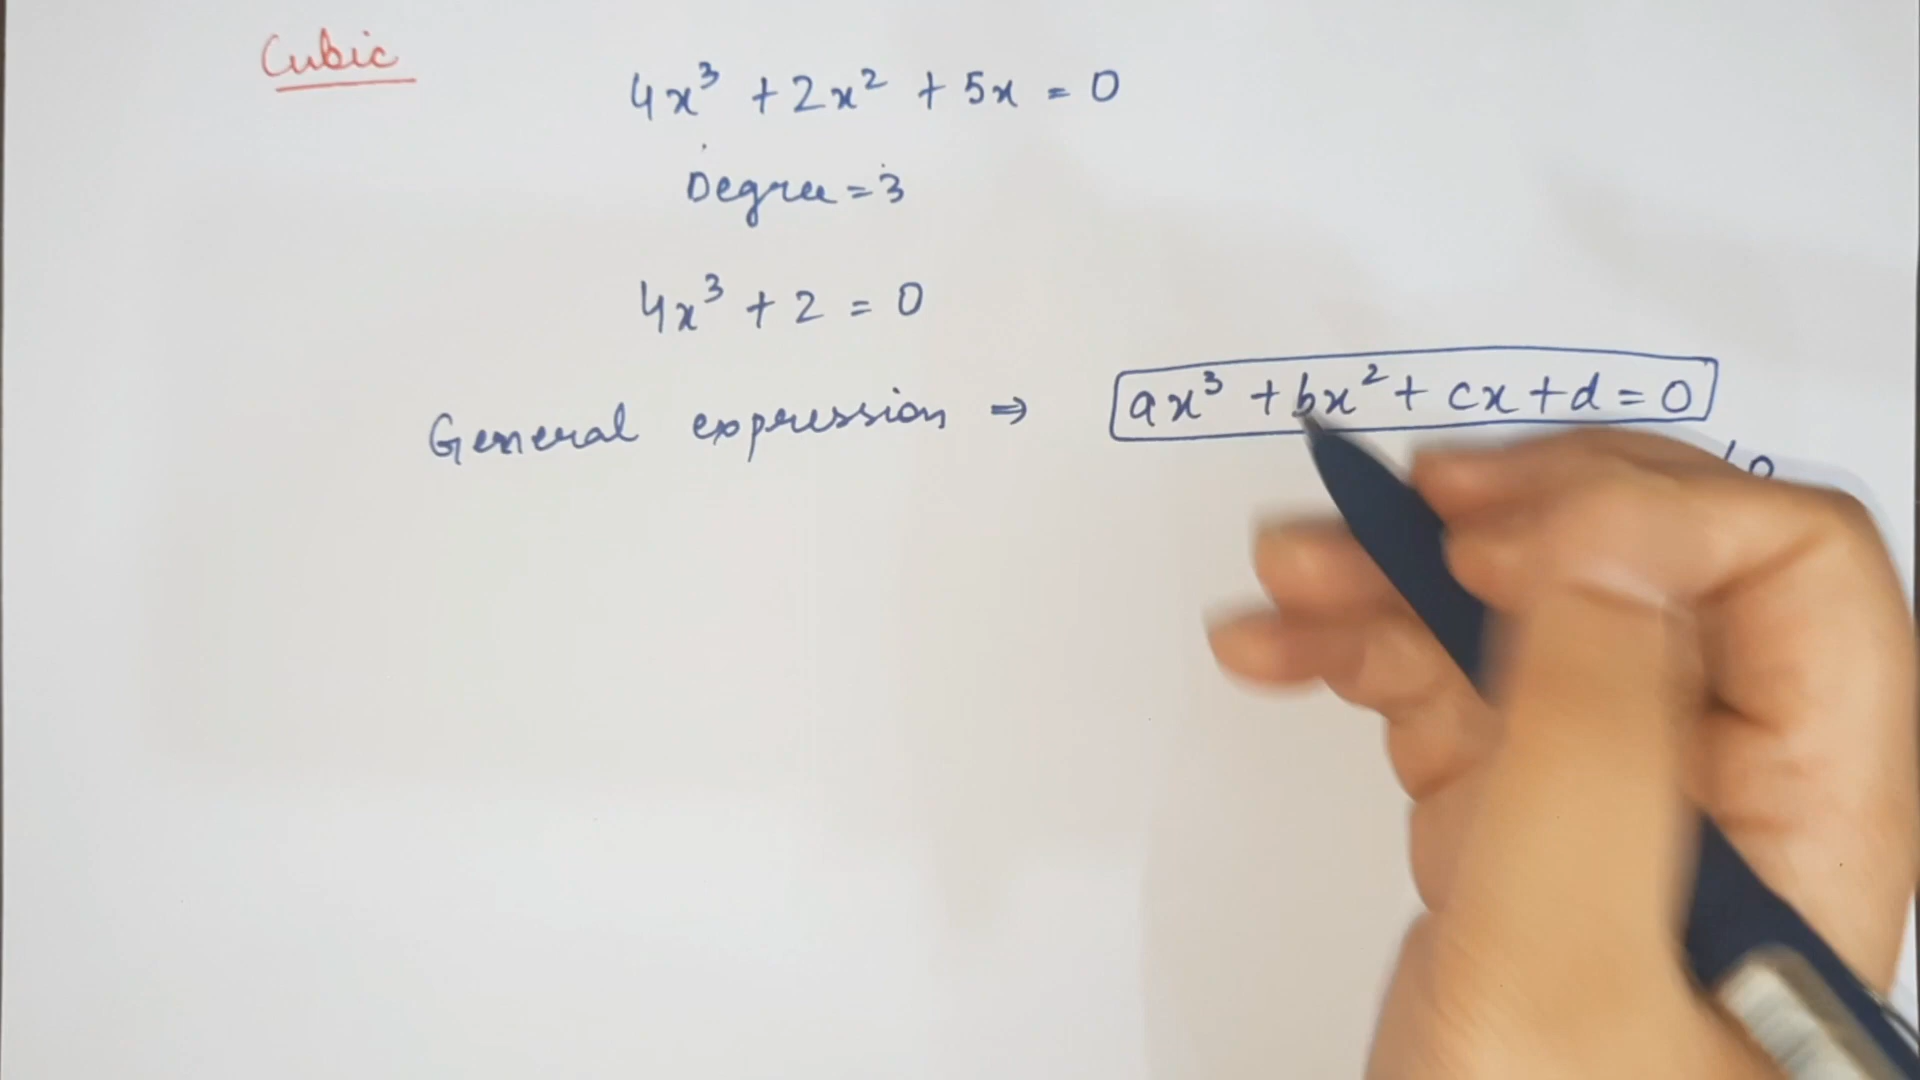 Cubic
4x³ + 2x² + 5x = 0
Degree = 3
4x³ + 2 = 0
General expression ⇒ ax³ + bx² + cx + d = 0